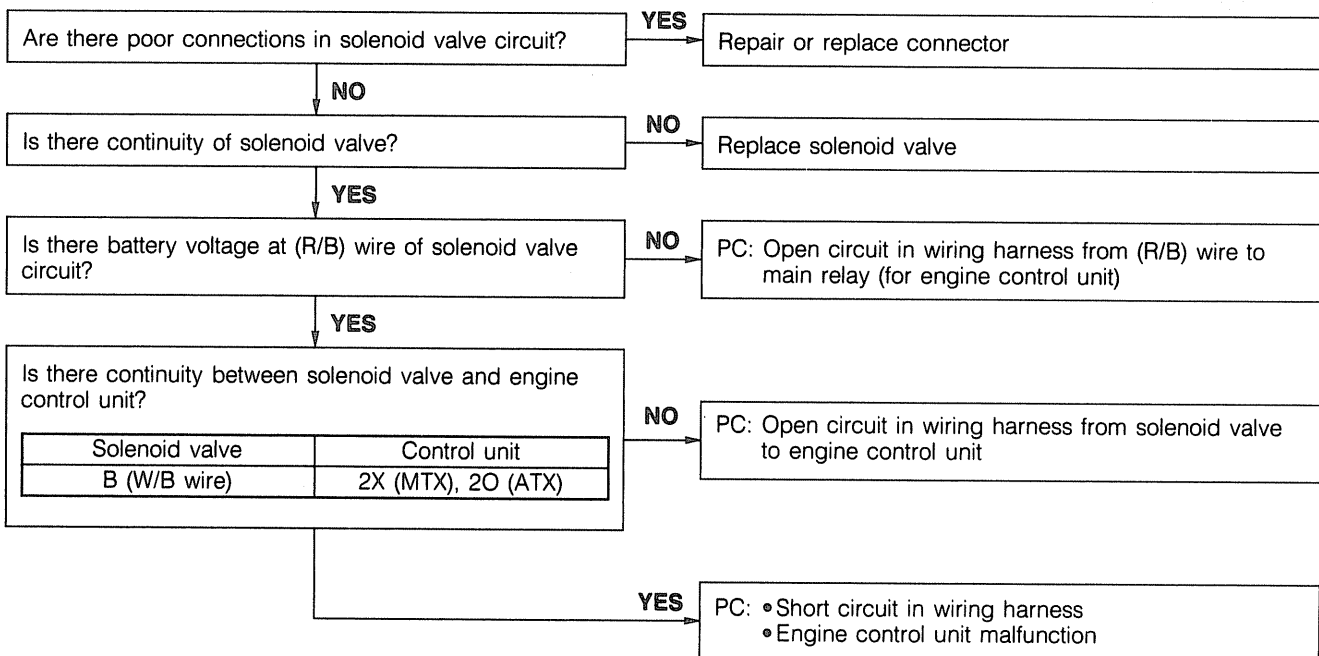 Are there poor connections in solenoid valve circuit?
YES
Repair or replace connector
NO
Is there continuity of solenoid valve?
NO
Replace solenoid valve
YES
Is there battery voltage at (R/B) wire of solenoid valve
circuit?
NO
PC: Open circuit in wiring harness from (R/B) wire to
main relay (for engine control unit)
YES
Is there continuity between solenoid valve and engine
control unit?
Solenoid valve Control unit
B (W/B wire) 2X (MTX), 2O (ATX)
NO
PC: Open circuit in wiring harness from solenoid valve
to engine control unit
YES
PC: • Short circuit in wiring harness
• Engine control unit malfunction